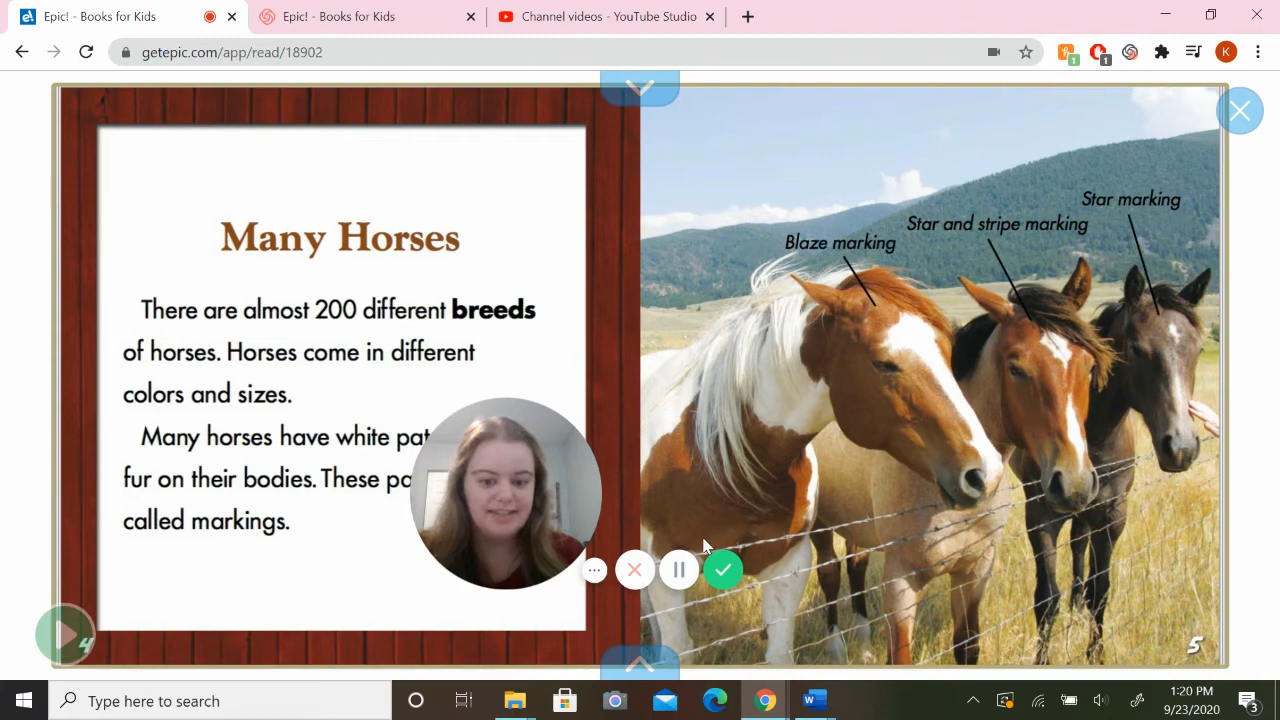 Epic! - Books for Kids
Epic! - Books for Kids
Channel videos - YouTube Studio
getepic.com/app/read/18902
K
1
1
Many Horses
There are almost 200 different breeds
of horses. Horses come in different
colors and sizes.
Many horses have white
fur on their bodies. These
called markings.
4
Blaze marking
Star and stripe marking
Star marking
5
Type here to search
1:20 PM
9/23/2020
3